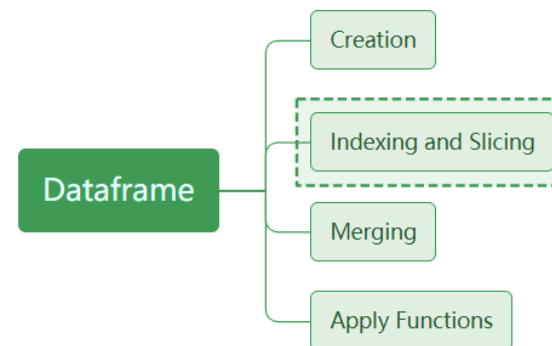 Creation
Indexing and Slicing
Dataframe
Merging
Apply Functions